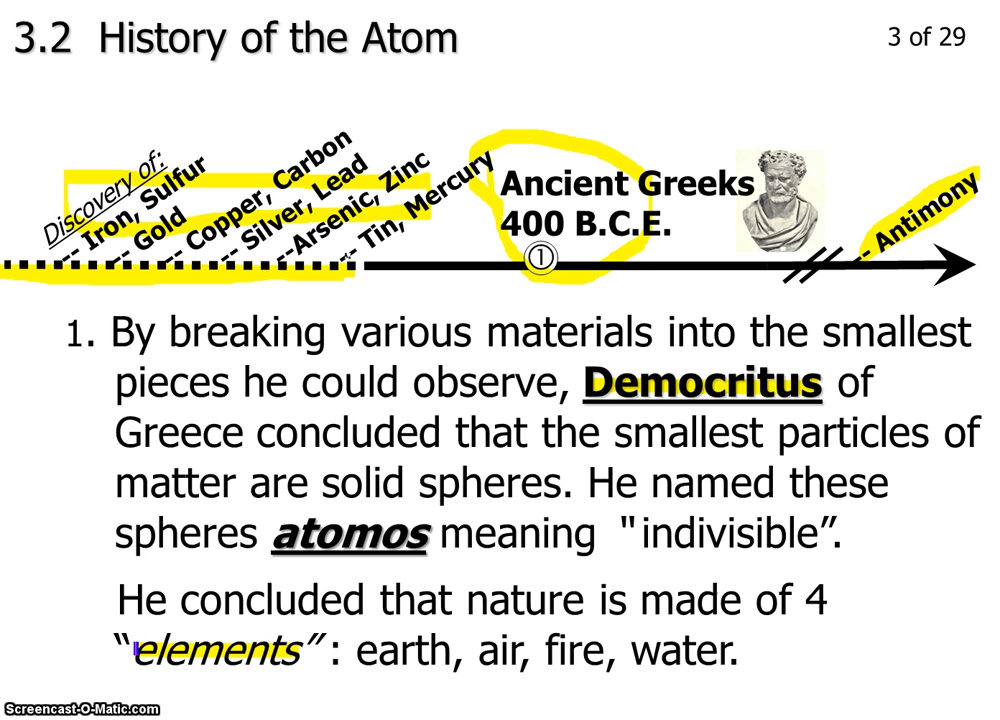 3.2 History of the Atom
3 of 29
Discovery of:
-- Iron, Sulfur
-- Gold
-- Copper, Carbon
-- Silver, Lead
--Arsenic, Zinc
-- Tin, Mercury
Ancient Greeks
400 B.C.E.
①
-- Antimony
1. By breaking various materials into the smallest
pieces he could observe, Democritus of
Greece concluded that the smallest particles of
matter are solid spheres. He named these
spheres atomos meaning “indivisible”.
He concluded that nature is made of 4
“elements”: earth, air, fire, water.
Screencast-O-Matic.com